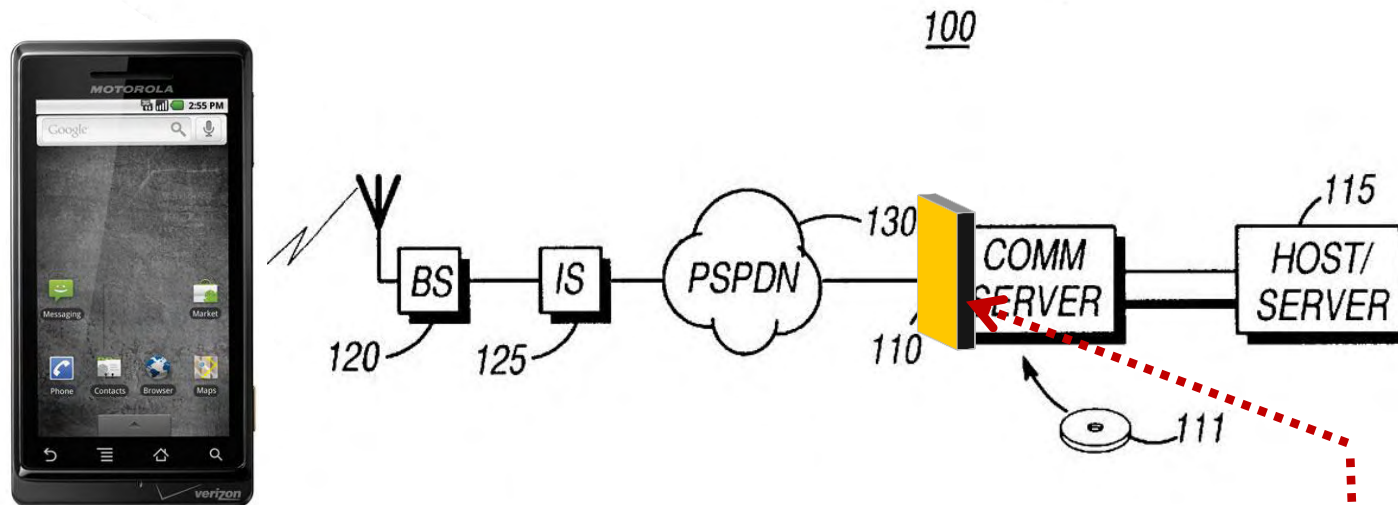 100
MOTOROLA
2:55 PM
Google
Messaging
Market
Phone
Contacts
Browser
Maps
verizon
BS
120
IS
125
PSPDN
130
110
COMM
SERVER
111
115
HOST/
SERVER